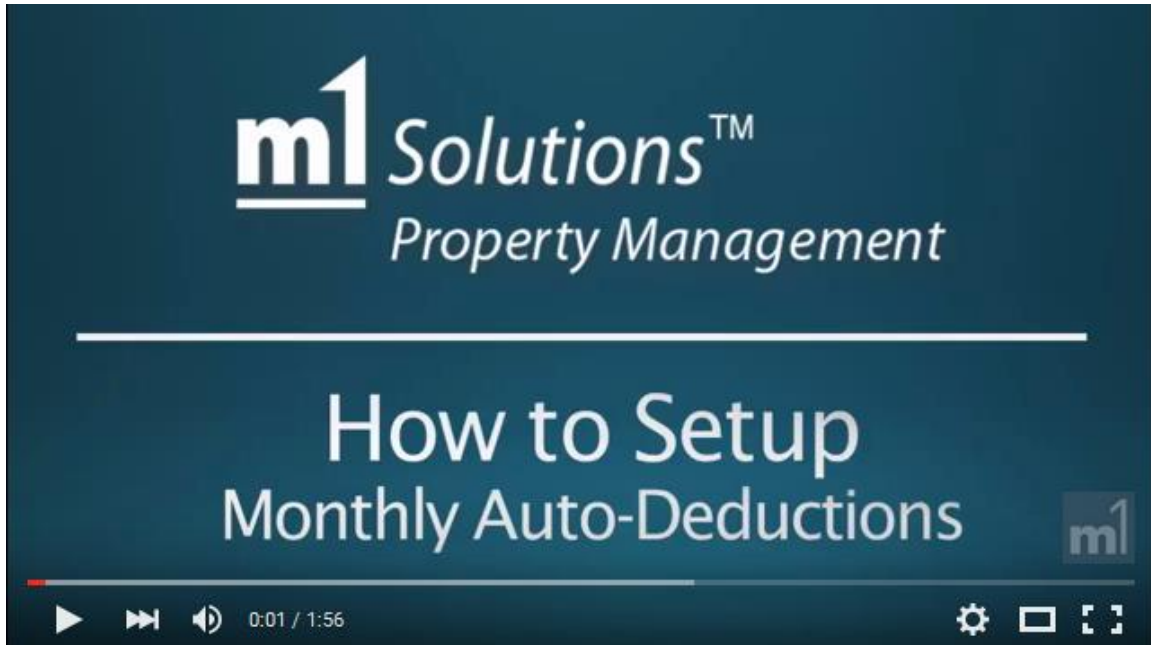 m1 Solutions™
Property Management
How to Setup
Monthly Auto-Deductions
m1
0:01 / 1:56